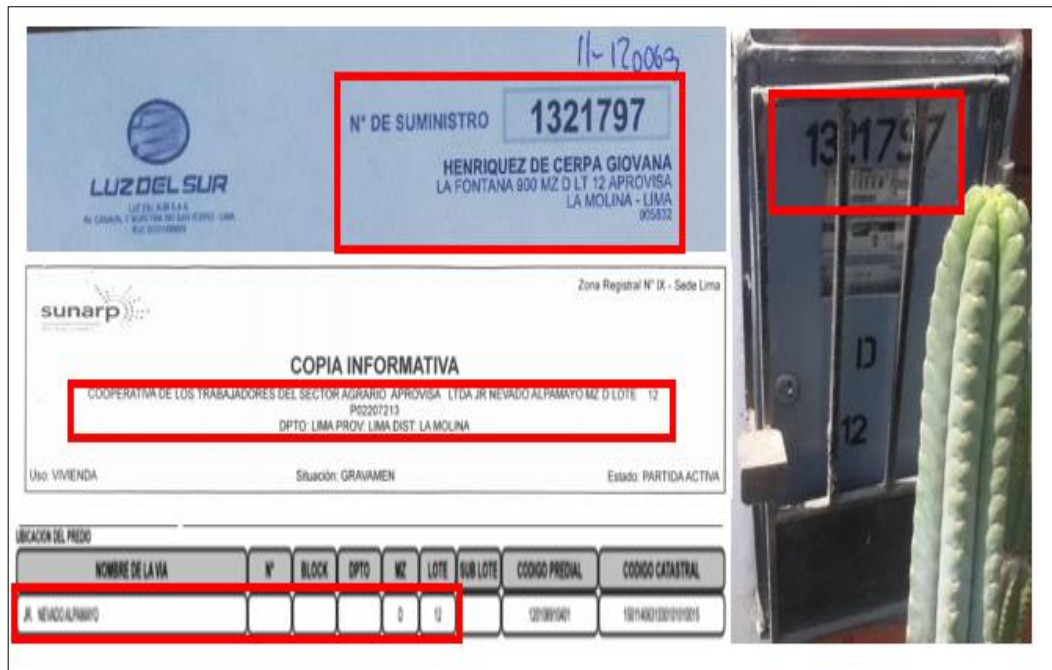 11-120069
N° DE SUMINISTRO 1321797
LUZ DEL SUR
HENRIQUEZ DE CERPA GIOVANA
LA FONTANA 900 MZ D LT 12 APROVISA
LA MOLINA - LIMA
005832
LUZ DEL SUR S.A.A.
sunarp
Zona Registral N° IX - Sede Lima
COPIA INFORMATIVA
COOPERATIVA DE LOS TRABAJADORES DEL SECTOR AGRARIO APROVISA LTDA JR NEVADO ALPAMAYO MZ D LOTE 12
P02207213
DPTO: LIMA PROV: LIMA DIST: LA MOLINA
Uso: VIVIENDA Situación: GRAVAMEN Estado: PARTIDA ACTIVA
UBICACION DEL PREDIO
NOMBRE DE LA VIA N° BLOCK DPTO MZ LOTE SUB LOTE CODIGO PREDIAL CODIGO CATASTRAL
JR. NEVADO ALPAMAYO D 12
1321797
D
12